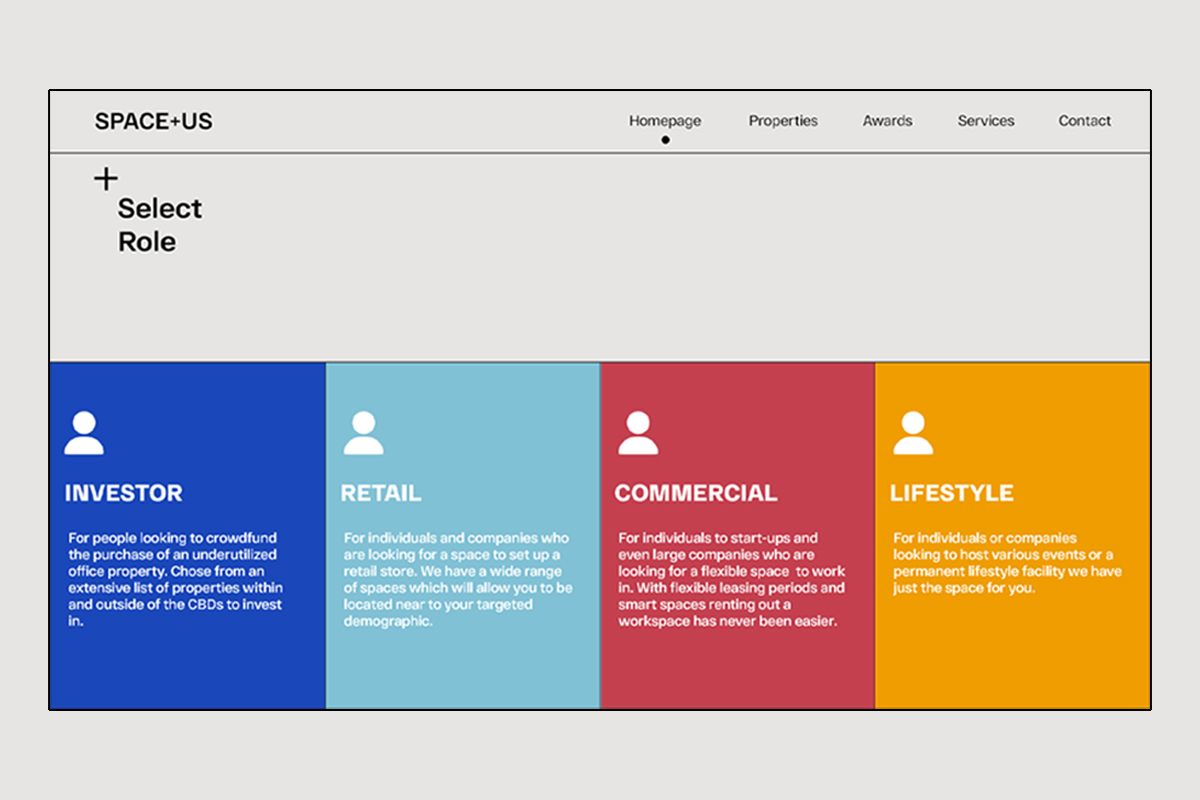 SPACE+US
Homepage Properties Awards Services Contact
Select
Role
INVESTOR
For people looking to crowdfund
the purchase of an underutilized
office property. Chose from an
extensive list of properties within
and outside of the CBDs to invest
in.
RETAIL
For individuals and companies who
are looking for a space to set up a
retail store. We have a wide range
of spaces which will allow you to be
located near to your targeted
demographic.
COMMERCIAL
For individuals to start-ups and
even large companies who are
looking for a flexible space  to work
in. With flexible leasing periods and
smart spaces renting out a
workspace has never been easier.
LIFESTYLE
For individuals or companies
looking to host various events or a
permanent lifestyle facility we have
just the space for you.